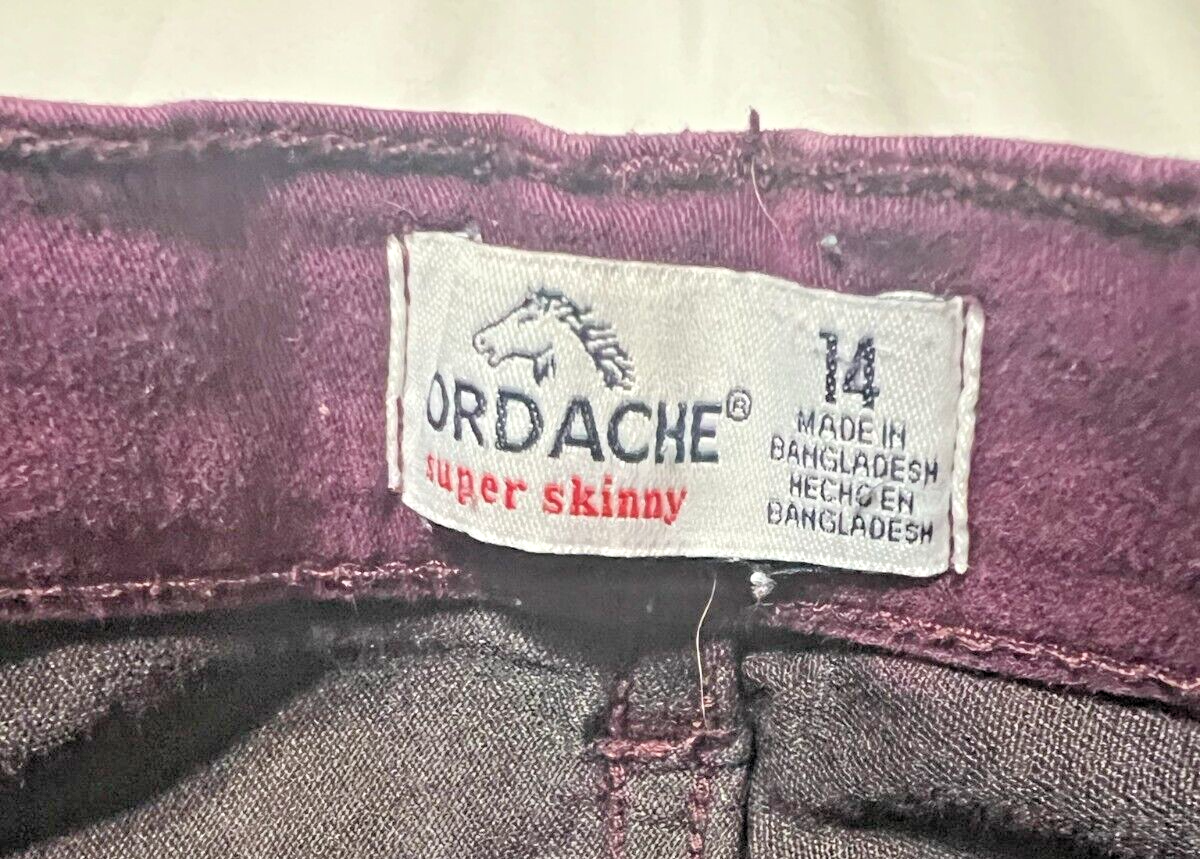 ORDACHE®
super skinny
14
MADE IN
BANGLADESH
HECHO EN
BANGLADESH